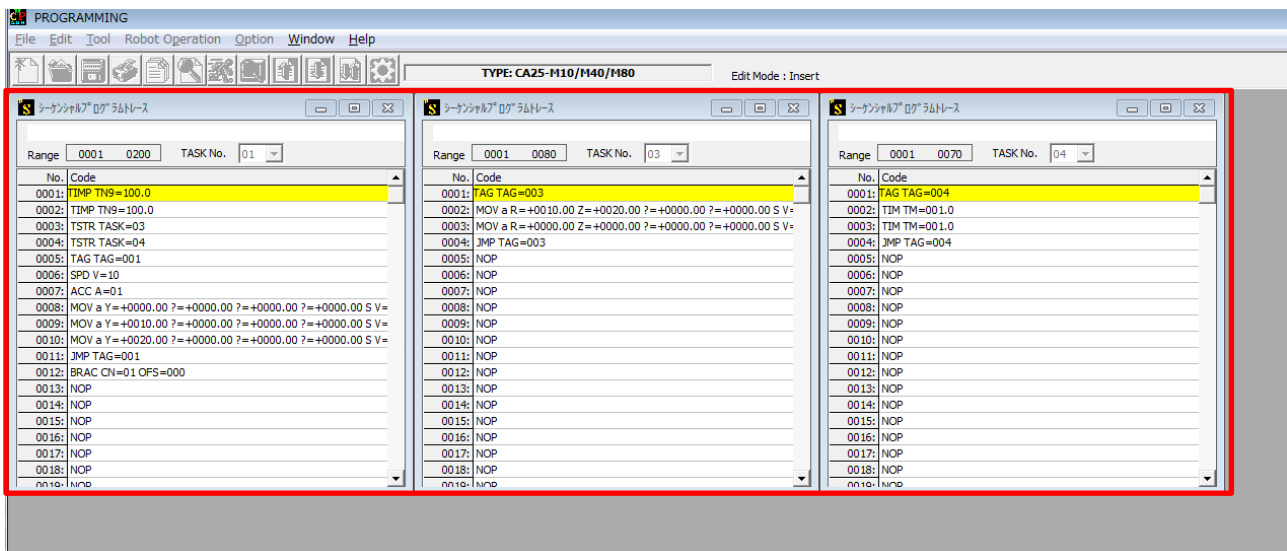 PROGRAMMING
File Edit Tool Robot Operation Option Window Help
TYPE: CA25-M10/M40/M80
Edit Mode : Insert
ｼｰｹﾝｼｬﾙﾌﾟﾛｸﾞﾗﾑﾄﾚｰｽ
Range 0001 0200 TASK No. 01
No. Code
0001: TIMP TN9=100.0
0002: TIMP TN9=100.0
0003: TSTR TASK=03
0004: TSTR TASK=04
0005: TAG TAG=001
0006: SPD V=10
0007: ACC A=01
0008: MOV a Y=+0000.00 ?=+0000.00 ?=+0000.00 ?=+0000.00 S V=
0009: MOV a Y=+0010.00 ?=+0000.00 ?=+0000.00 ?=+0000.00 S V=
0010: MOV a Y=+0020.00 ?=+0000.00 ?=+0000.00 ?=+0000.00 S V=
0011: JMP TAG=001
0012: BRAC CN=01 OFS=000
0013: NOP
0014: NOP
0015: NOP
0016: NOP
0017: NOP
0018: NOP
0019: NOP
ｼｰｹﾝｼｬﾙﾌﾟﾛｸﾞﾗﾑﾄﾚｰｽ
Range 0001 0080 TASK No. 03
No. Code
0001: TAG TAG=003
0002: MOV a R=+0010.00 Z=+0020.00 ?=+0000.00 ?=+0000.00 S V=
0003: MOV a R=+0000.00 Z=+0000.00 ?=+0000.00 ?=+0000.00 S V=
0004: JMP TAG=003
0005: NOP
0006: NOP
0007: NOP
0008: NOP
0009: NOP
0010: NOP
0011: NOP
0012: NOP
0013: NOP
0014: NOP
0015: NOP
0016: NOP
0017: NOP
0018: NOP
0019: NOP
ｼｰｹﾝｼｬﾙﾌﾟﾛｸﾞﾗﾑﾄﾚｰｽ
Range 0001 0070 TASK No. 04
No. Code
0001: TAG TAG=004
0002: TIM TM=001.0
0003: TIM TM=001.0
0004: JMP TAG=004
0005: NOP
0006: NOP
0007: NOP
0008: NOP
0009: NOP
0010: NOP
0011: NOP
0012: NOP
0013: NOP
0014: NOP
0015: NOP
0016: NOP
0017: NOP
0018: NOP
0019: NOP